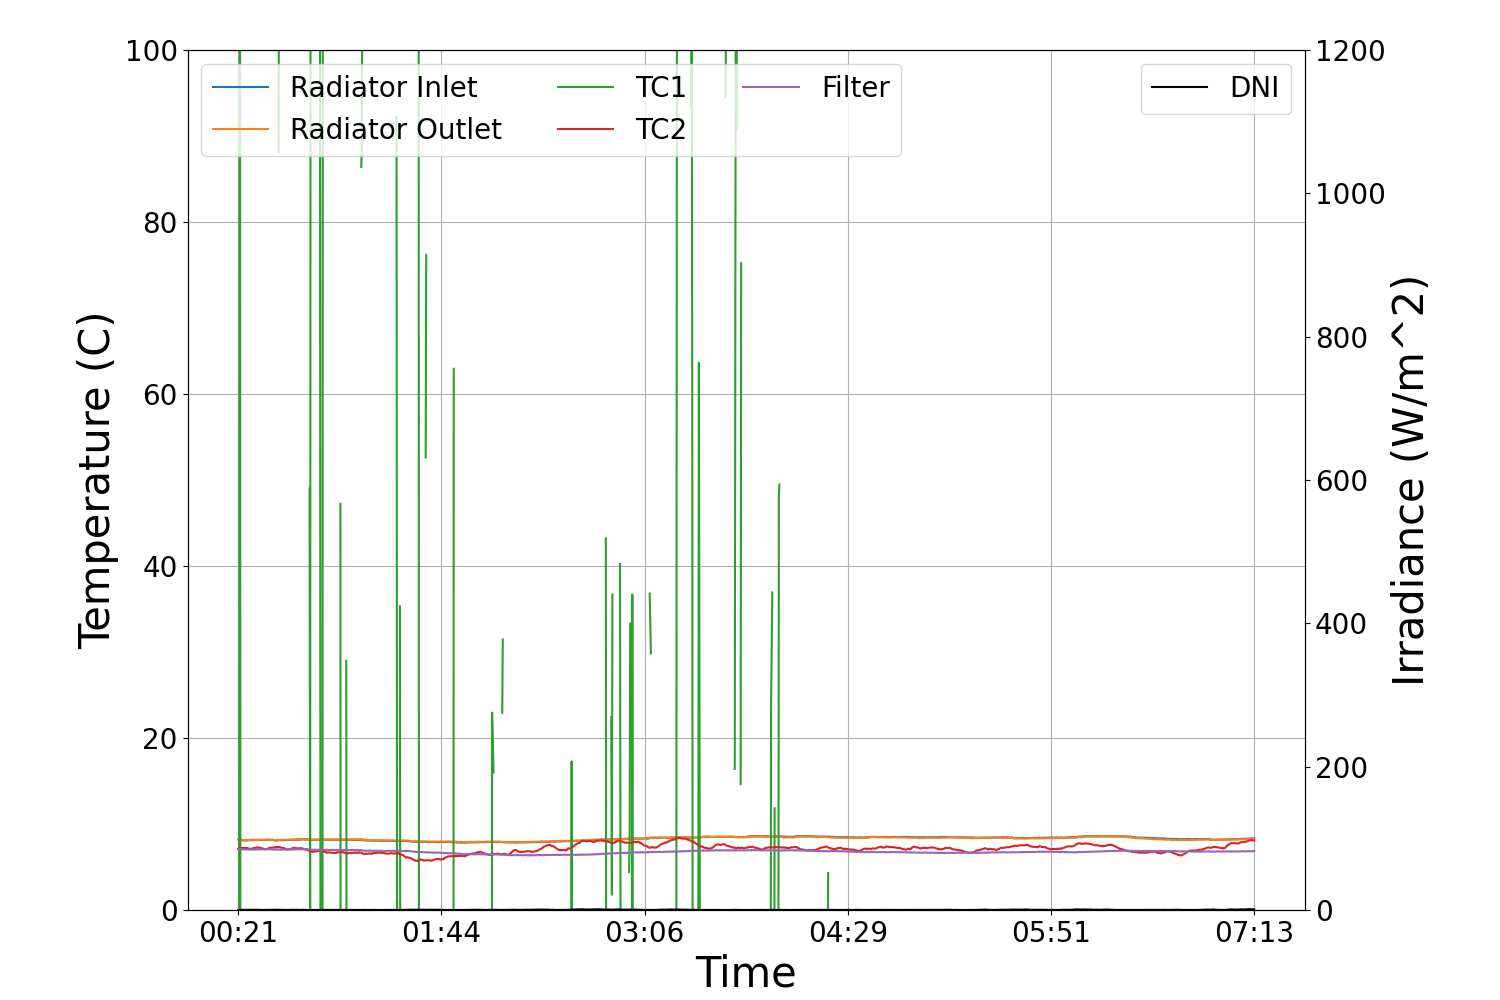 100
80
60
40
20
0
Temperature (C)
Radiator Inlet
Radiator Outlet
TC1
TC2
Filter
DNI
1200
1000
800
600
400
200
0
Irradiance (W/m^2)
00:21 01:44 03:06 04:29 05:51 07:13
Time